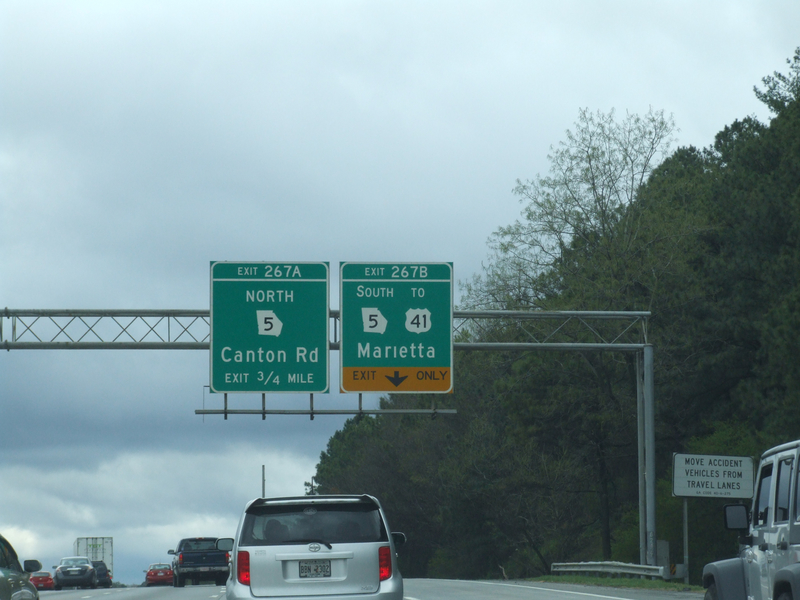 EXIT 267A
NORTH
5
Canton Rd
EXIT 3/4 MILE
EXIT 267B
SOUTH TO
5 41
Marietta
EXIT ONLY
MOVE ACCIDENT
VEHICLES FROM
TRAVEL LANES